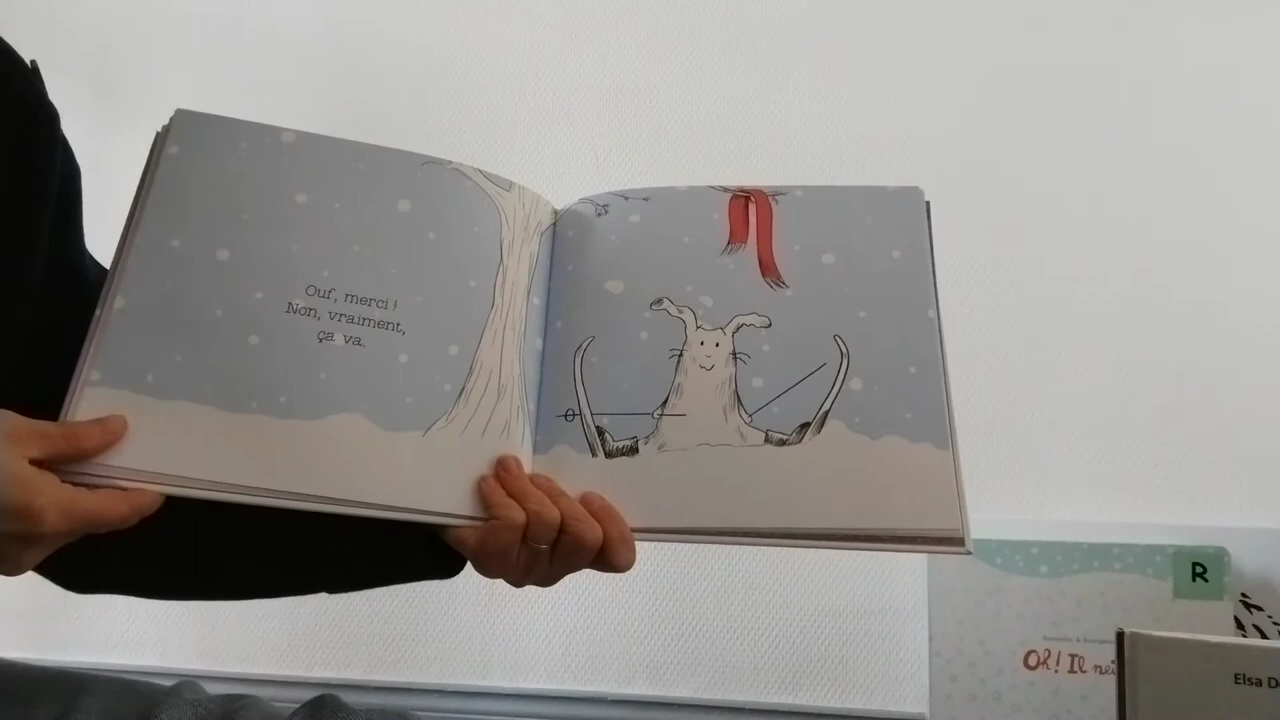 Ouf, merci !
Non, vraiment,
ça va.
R
Oh! Il nei
Elsa D